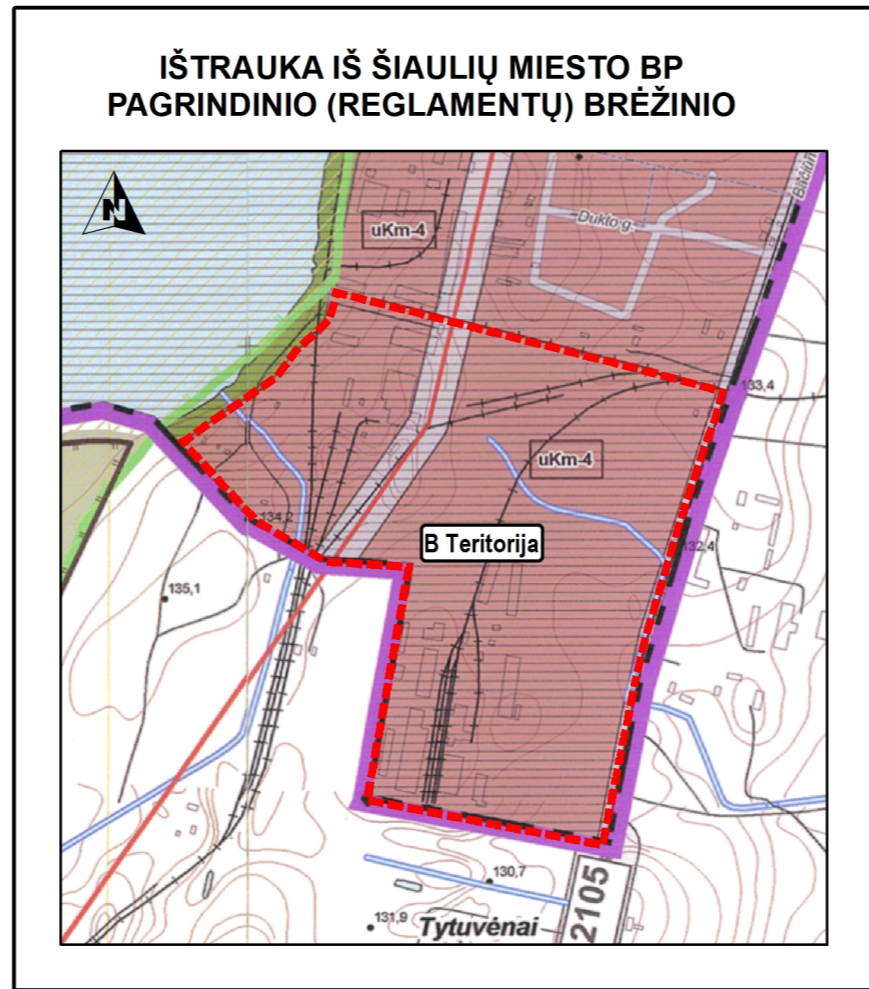 IŠTRAUKA IŠ ŠIAULIŲ MIESTO BP
PAGRINDINIO (REGLAMENTŲ) BRĖŽINIO
N
uKm-4
Dukto g.
133,4
uKm-4
134,2
B Teritorija
132,4
135,1
130,7
131,9
Tytuvėnai
2105